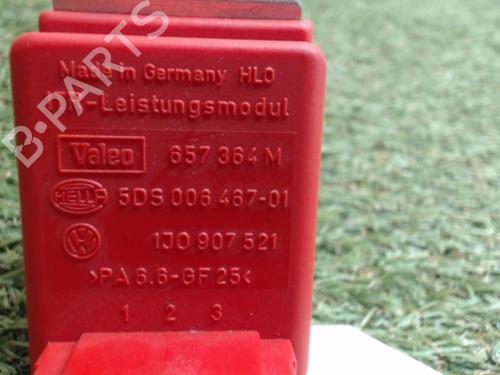 Made in Germany HLO
TP-Leistungsmodul
Valeo 657 364 M
HELLA 5DS 006 467-01
1J0 907 521
>PA 6.6-GF 25<
1 2 3
B-PARTS